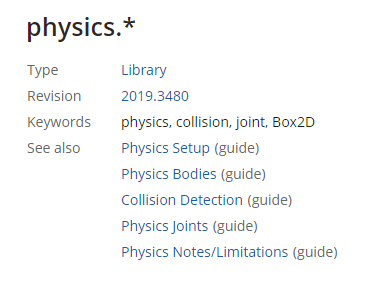 physics.*
Type Library
Revision 2019.3480
Keywords physics, collision, joint, Box2D
See also Physics Setup (guide)
Physics Bodies (guide)
Collision Detection (guide)
Physics Joints (guide)
Physics Notes/Limitations (guide)